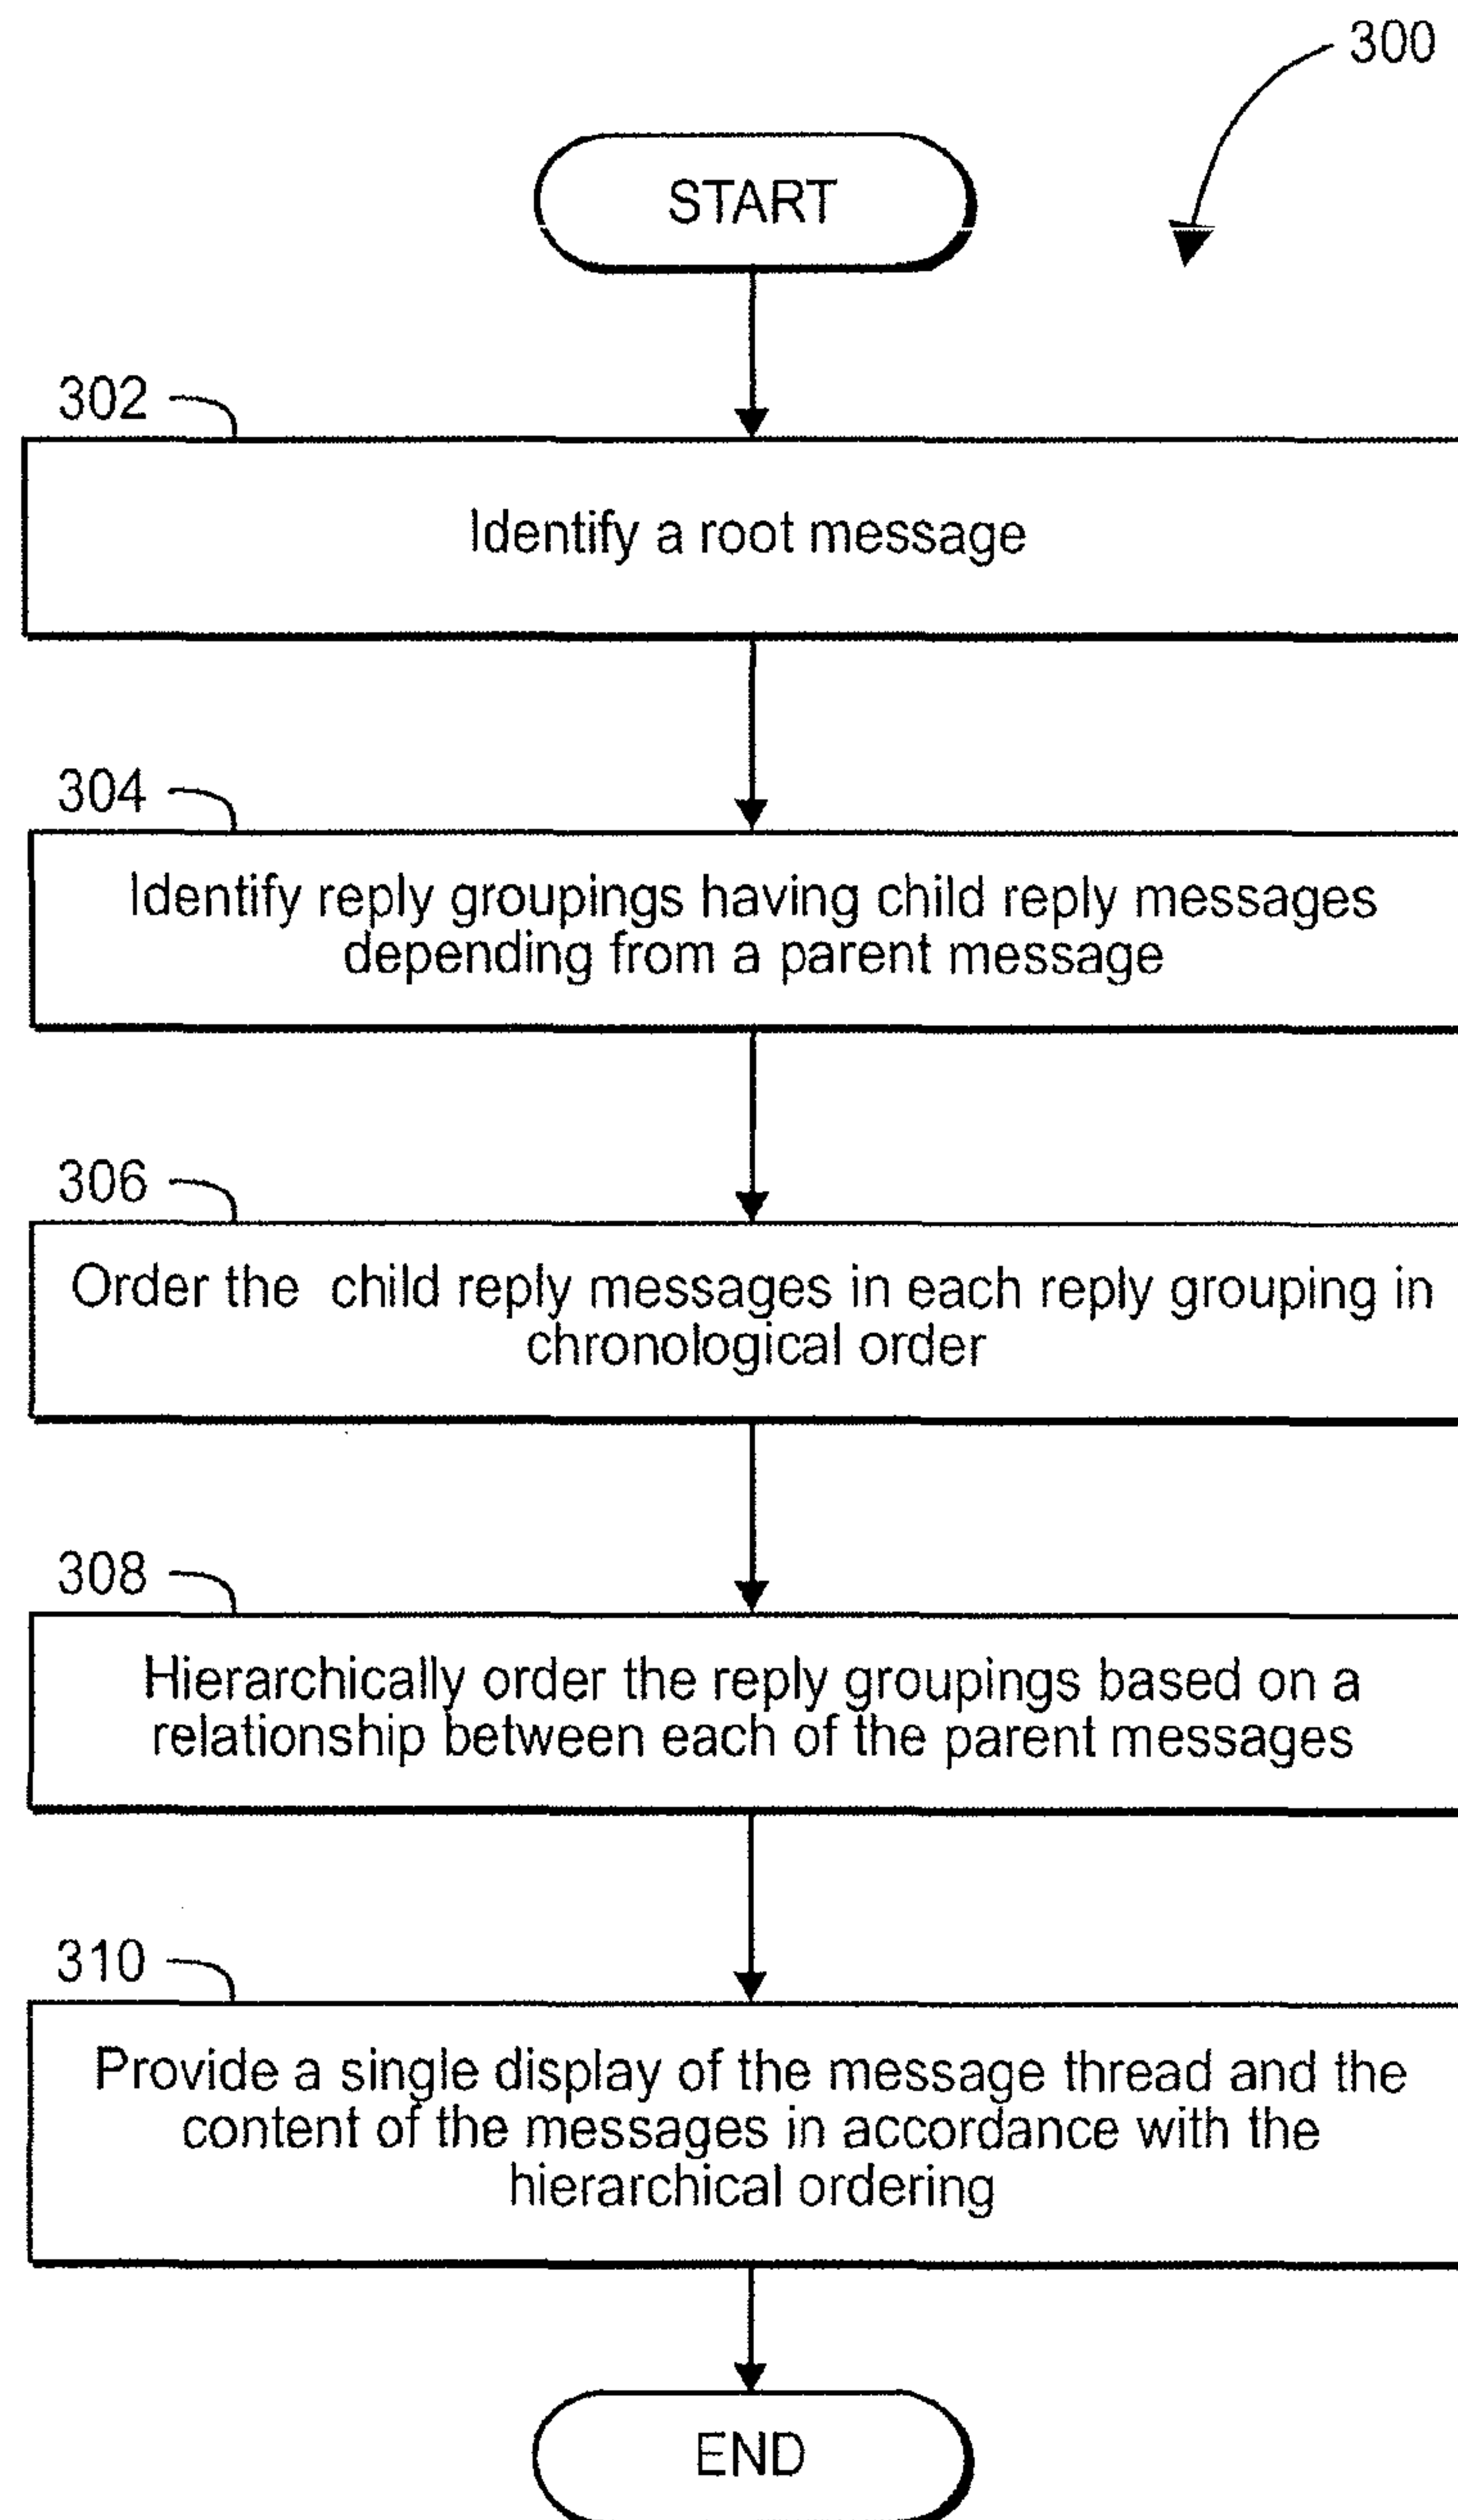 300
START
302
Identify a root message
304
Identify reply groupings having child reply messages
depending from a parent message
306
Order the child reply messages in each reply grouping in
chronological order
308
Hierarchically order the reply groupings based on a
relationship between each of the parent messages
310
Provide a single display of the message thread and the
content of the messages in accordance with the
hierarchical ordering
END